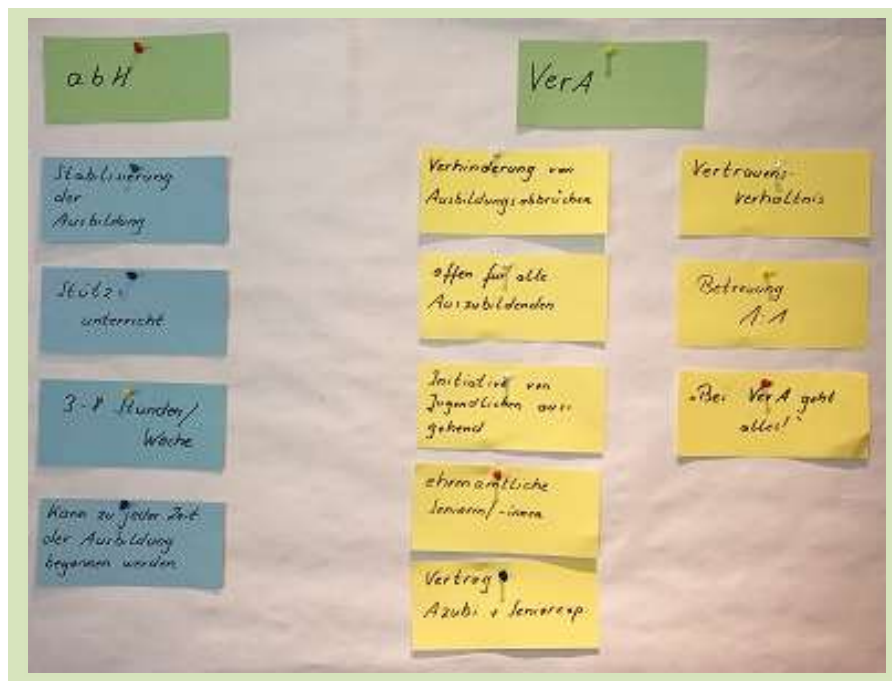 abH
Stabilisierung
der
Ausbildung
Stütz-
unterricht
3-8 Stunden/
Woche
Kann zu jeder Zeit
der Ausbildung
begonnen werden
VerA
Verhinderung von
Ausbildungsabbrüchen
offen für alle
Auszubildenden
Initiative von
Jugendlichen aus-
gehend
ehrenamtliche
Seniorin/-innen
Vertrag
Azubi +
Vertrauens-
verhältnis
Betreuung
1:1
"Bei VerA geht
alles!"